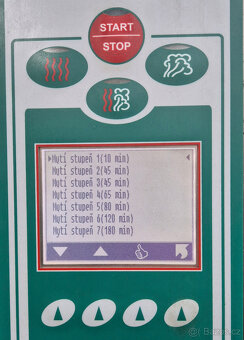 START
STOP
Mytí stupeň 1(10 min)
Mytí stupeň 2(45 min)
Mytí stupeň 3(45 min)
Mytí stupeň 4(65 min)
Mytí stupeň 5(80 min)
Mytí stupeň 6(120 min)
Mytí stupeň 7(180 min)
Bazoš.cz